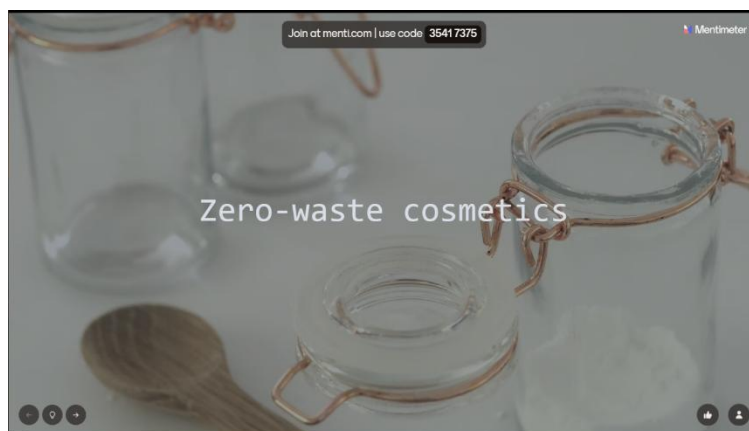 Join at menti.com | use code 3541 7375
Mentimeter
Zero-waste cosmetics